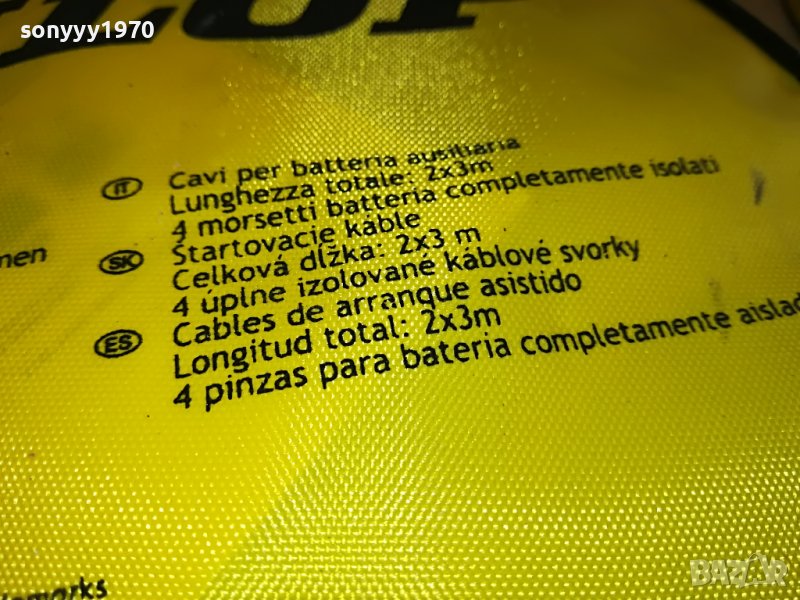 sonyyy1970
IT Cavi per batteria ausiliaria
Lunghezza totale: 2x3m
4 morsetti batteria completamente isolati
SK Štartovacie káble
Celková dĺžka: 2x3 m
4 úplne izolované káblové svorky
ES Cables de arranque asistido
Longitud total: 2x3m
4 pinzas para bateria completamente aislad
BAZAR